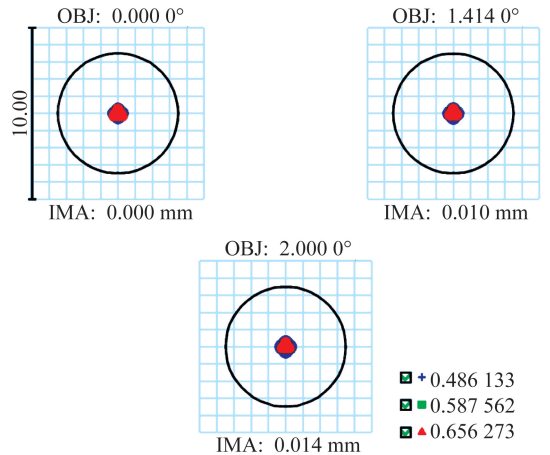 OBJ: 0.000 0°
OBJ: 1.414 0°
10.00
IMA: 0.000 mm
IMA: 0.010 mm
OBJ: 2.000 0°
0.486 133
0.587 562
0.656 273
IMA: 0.014 mm